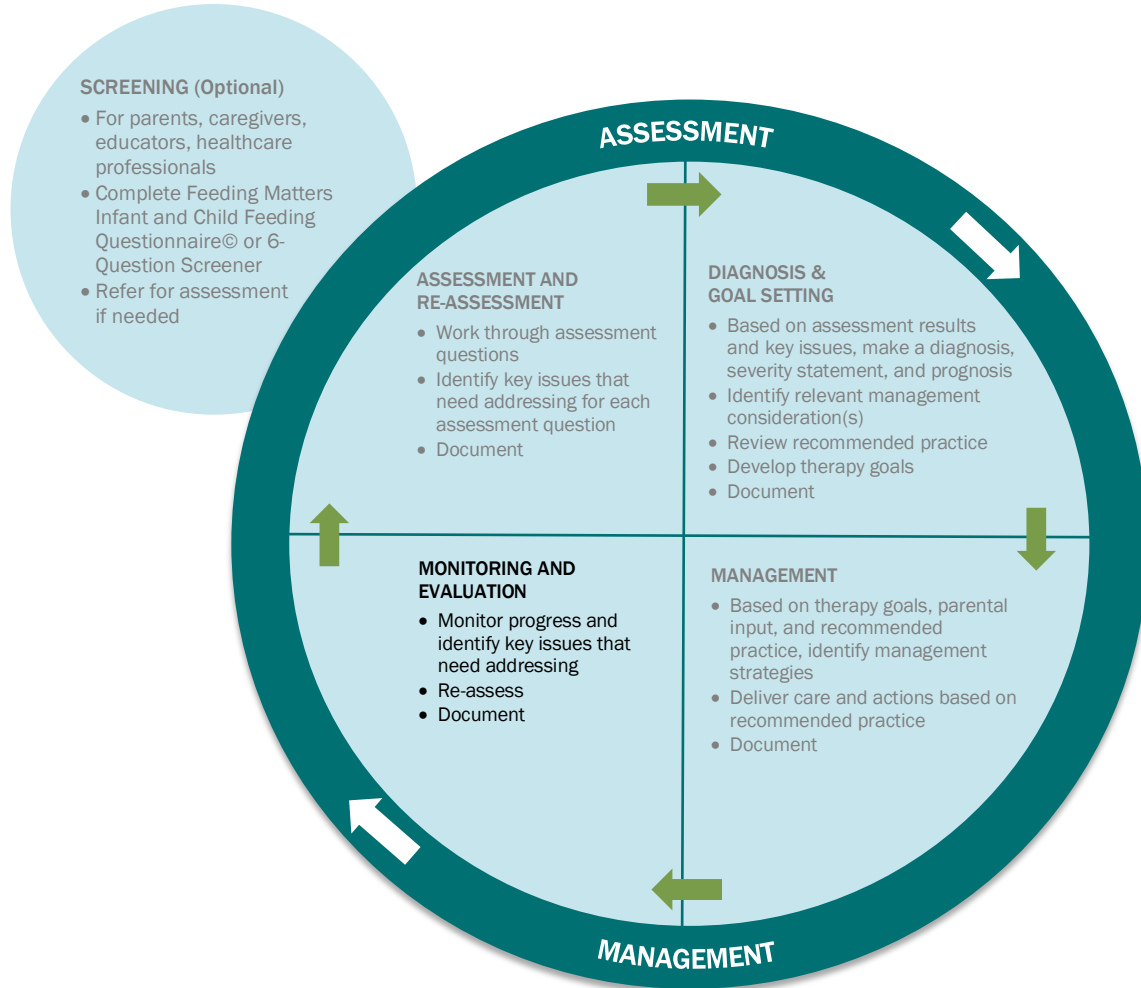 SCREENING (Optional)
• For parents, caregivers,
educators, healthcare
professionals
• Complete Feeding Matters
Infant and Child Feeding
Questionnaire© or 6-
Question Screener
• Refer for assessment
if needed
ASSESSMENT
ASSESSMENT AND
RE-ASSESSMENT
• Work through assessment
questions
• Identify key issues that
need addressing for each
assessment question
• Document
DIAGNOSIS &
GOAL SETTING
• Based on assessment results
and key issues, make a diagnosis,
severity statement, and prognosis
• Identify relevant management
consideration(s)
• Review recommended practice
• Develop therapy goals
• Document
MONITORING AND
EVALUATION
• Monitor progress and
identify key issues that
need addressing
• Re-assess
• Document
MANAGEMENT
• Based on therapy goals, parental
input, and recommended
practice, identify management
strategies
• Deliver care and actions based on
recommended practice
• Document
MANAGEMENT